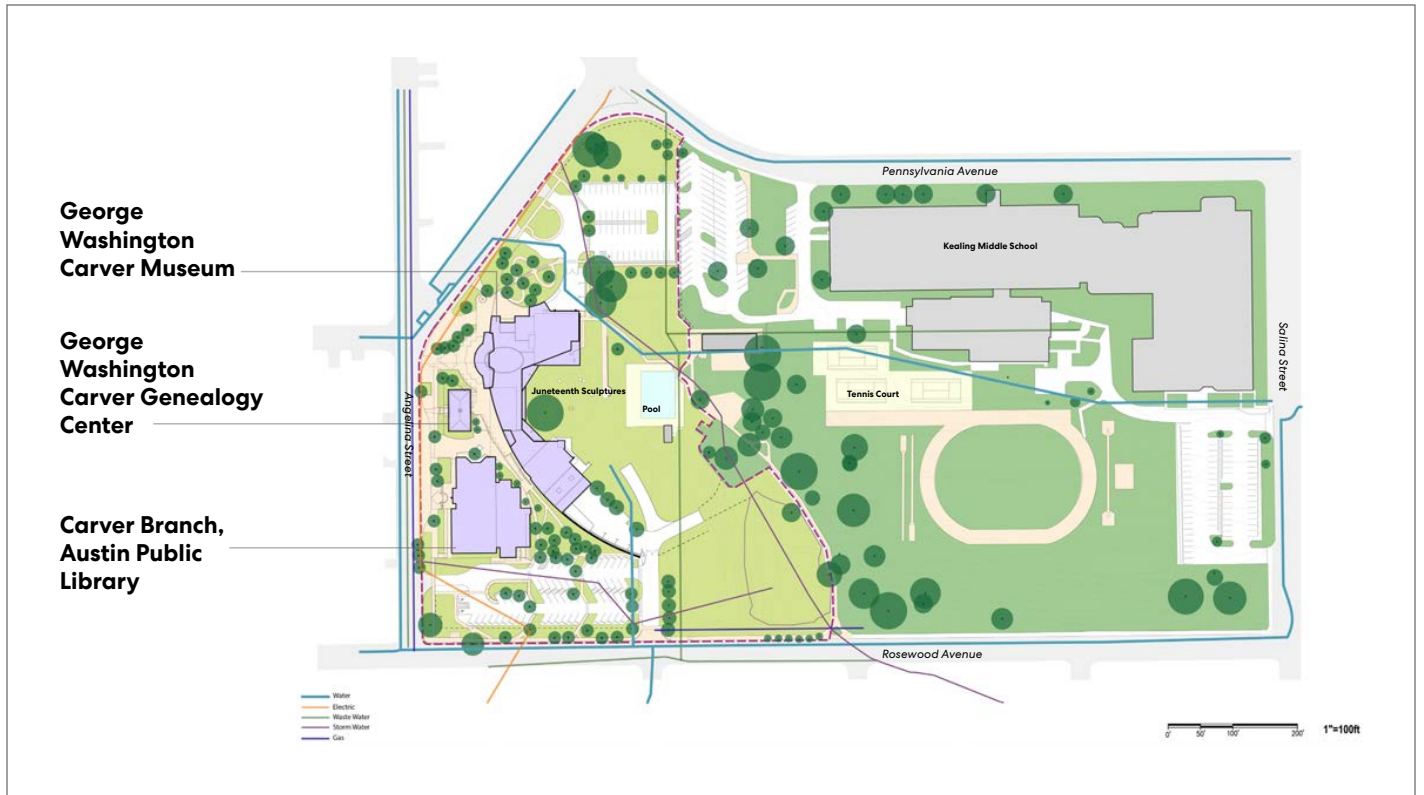 George
Washington
Carver Museum
George
Washington
Carver Genealogy
Center
Carver Branch,
Austin Public
Library
Pennsylvania Avenue
Kealing Middle School
Salina Street
Juneteenth Sculptures
Pool
Tennis Court
Angelina Street
Rosewood Avenue
Water
Electric
Waste Water
Storm Water
Gas
0' 50' 100' 200'
1"=100ft